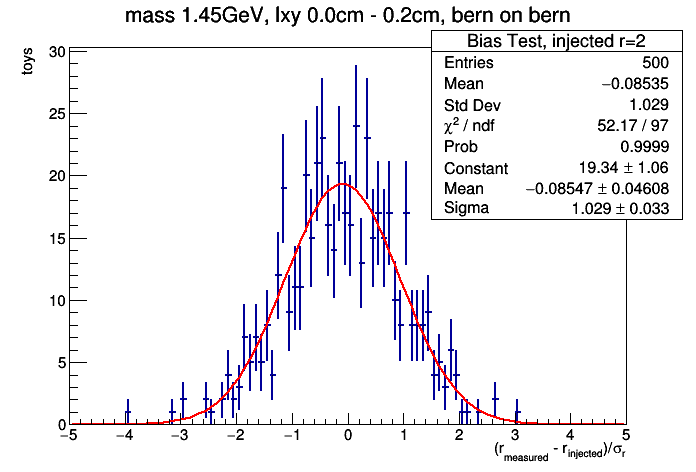 mass 1.45GeV, lxy 0.0cm - 0.2cm, bern on bern
Bias Test, injected r=2
Entries 500
Mean −0.08535
Std Dev 1.029
χ² / ndf 52.17 / 97
Prob 0.9999
Constant 19.34 ± 1.06
Mean −0.08547 ± 0.04608
Sigma 1.029 ± 0.033
toys
30
25
20
15
10
5
0
−5 −4 −3 −2 −1 0 1 2 3 4 5
(r_measured - r_injected)/σ_r